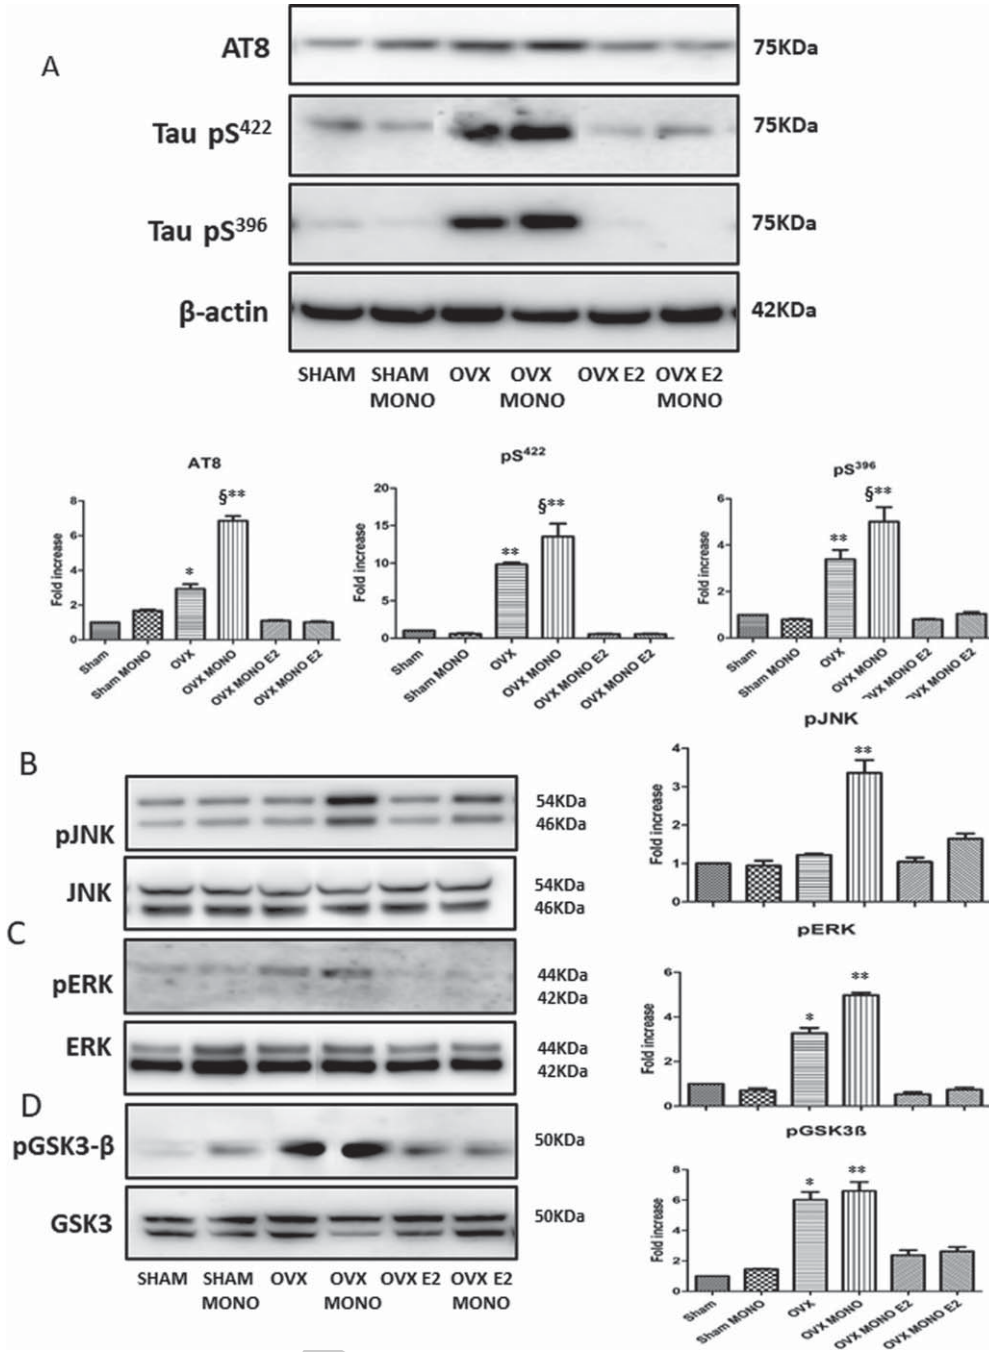 A
AT8
75KDa
Tau pS422
75KDa
Tau pS396
75KDa
β-actin
42KDa
SHAM SHAM MONO OVX OVX MONO OVX E2 OVX E2 MONO
AT8
Fold increase
8
6
4
2
0
*
§**
Sham
Sham MONO
OVX
OVX MONO
OVX MONO E2
OVX MONO E2
pS422
Fold increase
20
15
10
5
0
**
§**
Sham
Sham MONO
OVX
OVX MONO
OVX MONO E2
OVX MONO E2
pS396
Fold increase
6
4
2
0
**
§**
Sham
Sham MONO
OVX
OVX MONO
VX MONO E2
VX MONO E2
B
pJNK
54KDa
46KDa
JNK
54KDa
46KDa
pJNK
Fold increase
4
3
2
1
0
**
C
pERK
44KDa
42KDa
ERK
44KDa
42KDa
pERK
Fold increase
6
4
2
0
*
**
D
pGSK3-β
50KDa
GSK3
50KDa
SHAM SHAM MONO OVX OVX MONO OVX E2 OVX E2 MONO
pGSK3ß
Fold increase
8
6
4
2
0
*
**
Sham
Sham MONO
OVX
OVX MONO
OVX MONO E2
OVX MONO E2